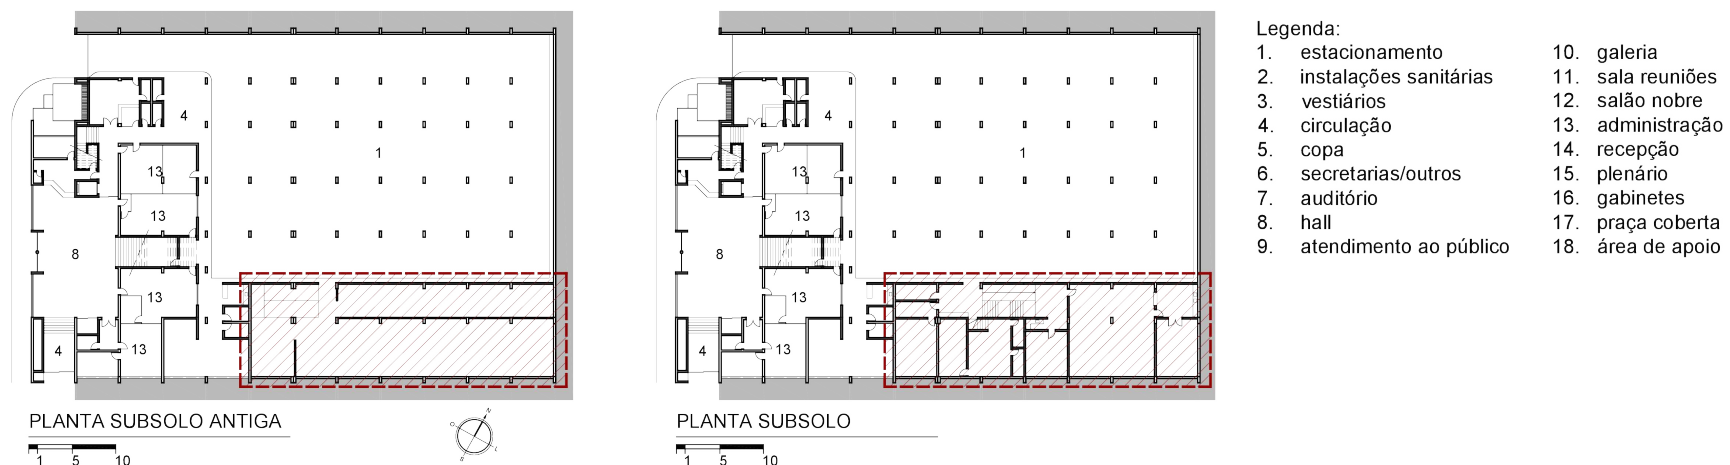 Legenda:
1. estacionamento
2. instalações sanitárias
3. vestiários
4. circulação
5. copa
6. secretarias/outros
7. auditório
8. hall
9. atendimento ao público
10. galeria
11. sala reuniões
12. salão nobre
13. administração
14. recepção
15. plenário
16. gabinetes
17. praça coberta
18. área de apoio
4
1
13
13
8
13
4
13
PLANTA SUBSOLO ANTIGA
1 5 10
N
O
L
S
4
1
13
13
8
13
4
13
PLANTA SUBSOLO
1 5 10